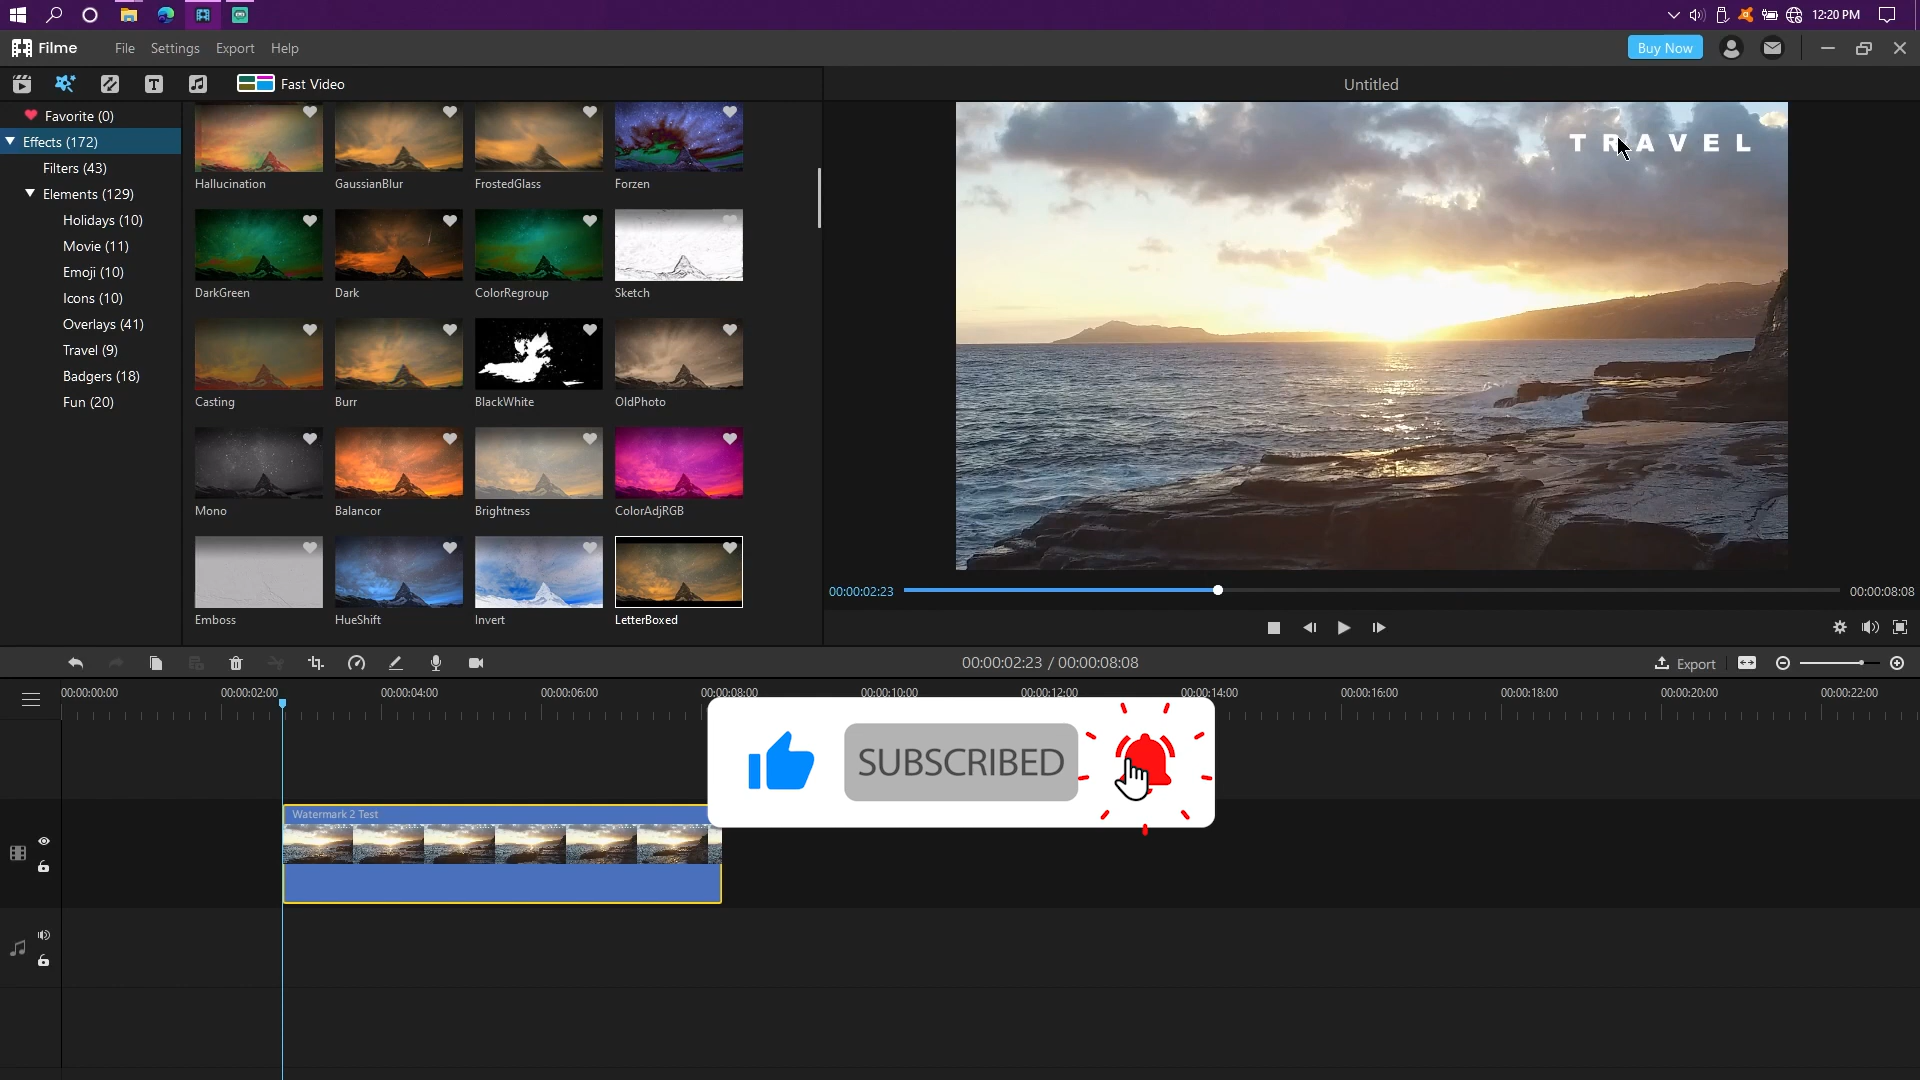 12:20 PM
Filme
File Settings Export Help
Buy Now
Fast Video
Untitled
Favorite (0)
Effects (172)
Filters (43)
Elements (129)
Holidays (10)
Movie (11)
Emoji (10)
Icons (10)
Overlays (41)
Travel (9)
Badgers (18)
Fun (20)
Hallucination GaussianBlur FrostedGlass Forzen
DarkGreen Dark ColorRegroup Sketch
Casting Burr BlackWhite OldPhoto
Mono Balancor Brightness ColorAdjRGB
Emboss HueShift Invert LetterBoxed
TRAVEL
00:00:02:23 00:00:08:08
00:00:02:23 / 00:00:08:08
Export
00:00:00:00 00:00:02:00 00:00:04:00 00:00:06:00 00:00:08:00 00:00:10:00 00:00:12:00 00:00:14:00 00:00:16:00 00:00:18:00 00:00:20:00 00:00:22:00
SUBSCRIBED
Watermark 2 Test